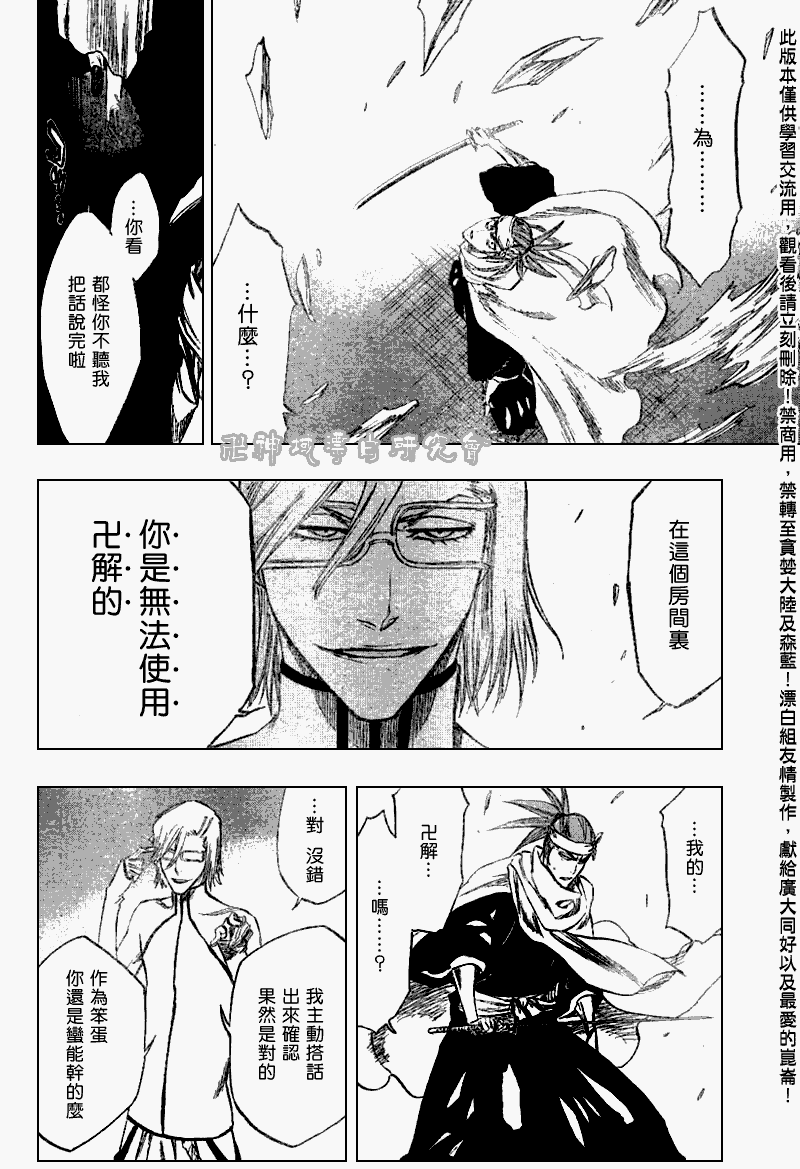 ……為………
…什麼…？
…你看
都怪你不聽我
把話說完啦
卍神殿亭月研究會
在這個房間裏
你是無法使用
卍解的
…我的…
卍解…
…嗎……？
…對 沒錯
我主動搭話
出來確認
果然是對的
作為笨蛋
你還是蠻能幹的麼
此版本僅供學習交流用，觀看後請立刻刪除！禁商用，禁轉至貪婪大陸及森藍！漂白組友情製作，獻給廣大同好以及最愛的崑崙！